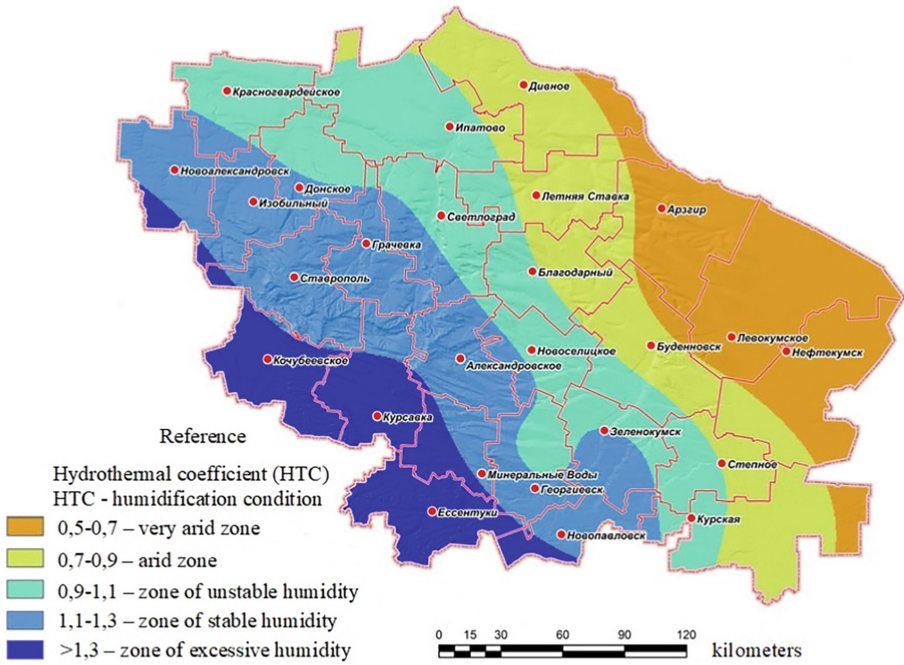 Дивное
Красногвардейское
Ипатово
Новоалександровск
Донское
Изобильный
Летняя Ставка
Арзгир
Светлоград
Грачевка
Ставрополь
Благодарный
Левокумское
Нефтекумск
Буденновск
Новоселицкое
Кочубеевское
Александровское
Курсавка
Зеленокумск
Степное
Минеральные Воды
Георгиевск
Ессентуки
Курская
Новопавловск
Reference
Hydrothermal coefficient (HTC)
HTC - humidification condition
0,5-0,7 – very arid zone
0,7-0,9 – arid zone
0,9-1,1 – zone of unstable humidity
1,1-1,3 – zone of stable humidity
>1,3 – zone of excessive humidity
0 15 30 60 90 120
kilometers